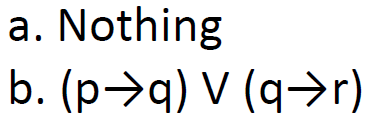 a. Nothing
b. (p→q) V (q→r)